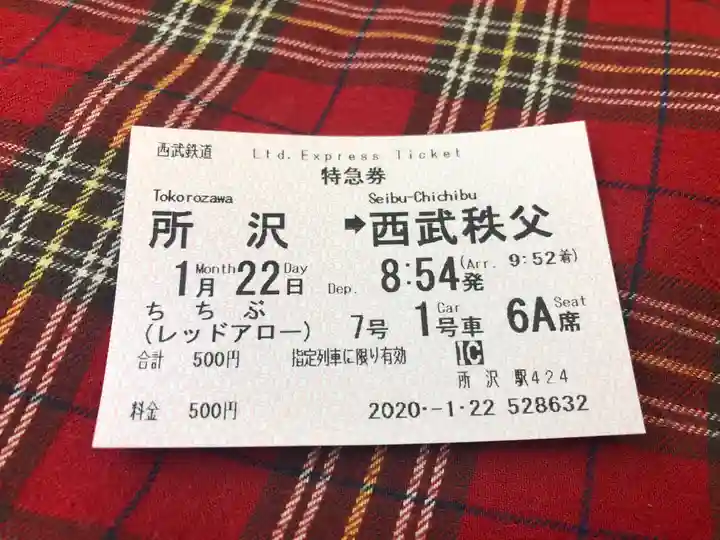 西武鉄道 Ltd.Express Ticket
特急券
Tokorozawa Seibu-Chichibu
所沢 ➡ 西武秩父
1 Month 月 22 Day 日 Dep. 8:54発 (Arr. 9:52着)
ちちぶ
(レッドアロー) 7号 1 Car 号車 6A Seat 席
合計 500円 指定列車に限り有効 IC
所沢駅424
料金 500円 2020.-1.22 528632